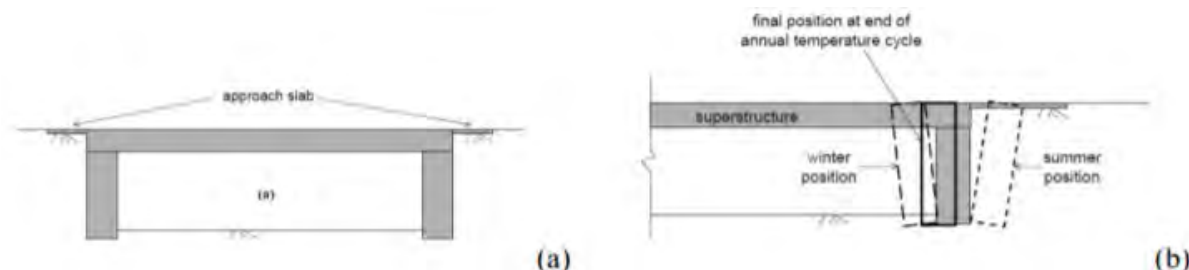 approach slab
(a)
(a)
final position at end of
annual temperature cycle
superstructure
winter
position
summer
position
(b)